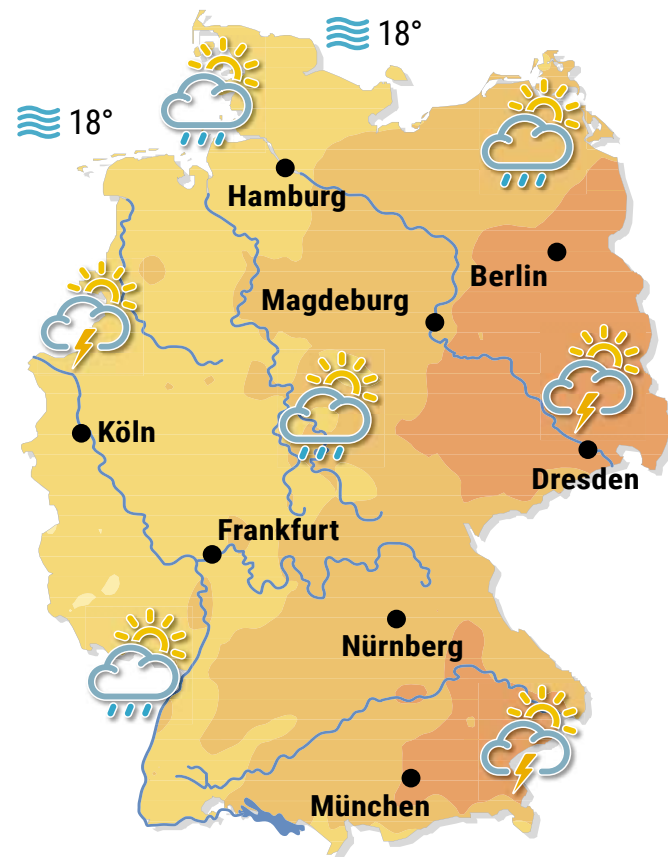 18°
18°
Hamburg
Berlin
Magdeburg
Köln
Dresden
Frankfurt
Nürnberg
München